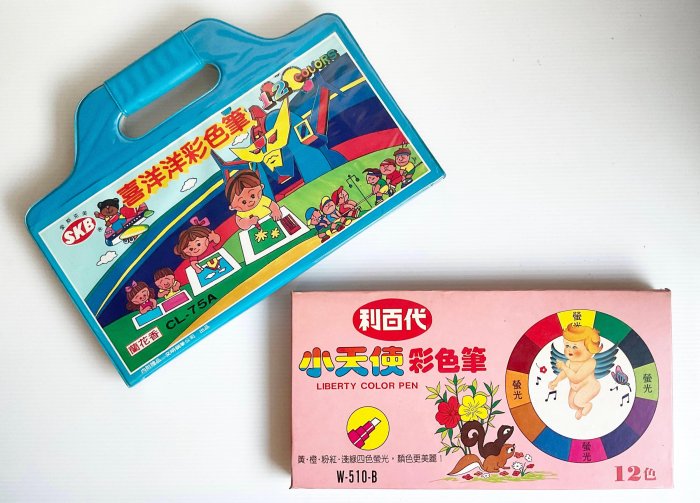 12 COLORS
喜洋洋彩色筆
SKB
蘭花香
CL-75A
利百代
小天使彩色筆
LIBERTY COLOR PEN
黃·橙·粉紅·淺綠四色螢光,顏色更美麗!
W-510-B
螢光
螢光
螢光
螢光
12色